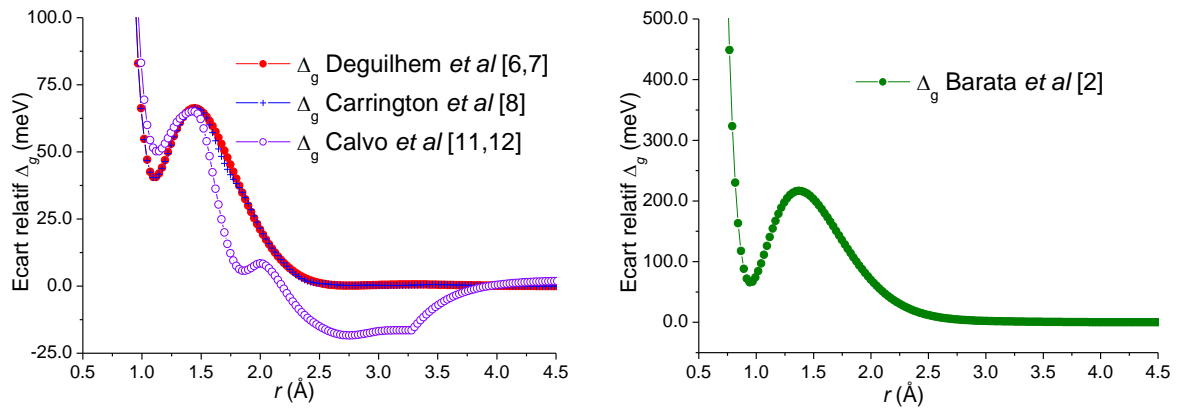 100.0
75.0
50.0
25.0
0.0
-25.0
Ecart relatif Δg (meV)
Δg Deguilhem et al [6,7]
Δg Carrington et al [8]
Δg Calvo et al [11,12]
0.5 1.0 1.5 2.0 2.5 3.0 3.5 4.0 4.5
r (Å)
500.0
400.0
300.0
200.0
100.0
0.0
Ecart relatif Δg (meV)
Δg Barata et al [2]
0.5 1.0 1.5 2.0 2.5 3.0 3.5 4.0 4.5
r (Å)